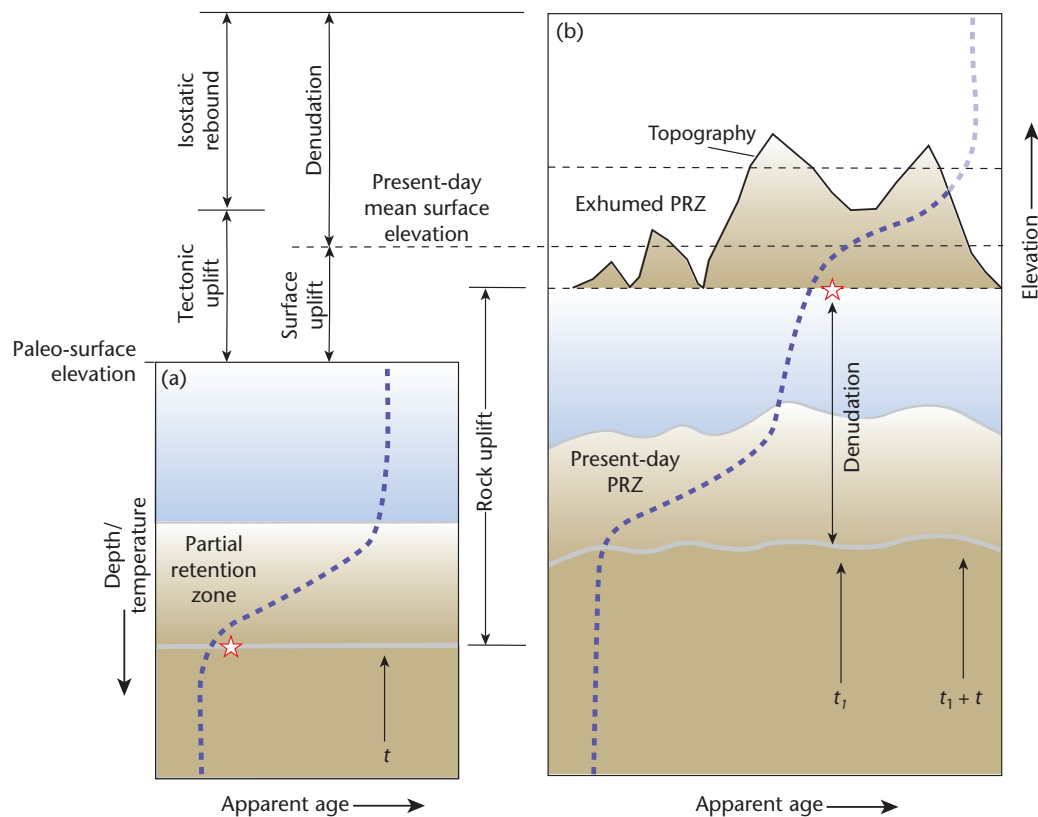 Isostatic
rebound
Denudation
Tectonic
uplift
Surface
uplift
Present-day
mean surface
elevation
Paleo-surface
elevation
(a)
Partial
retention
zone
Depth/
temperature
t
Apparent age
Rock uplift
(b)
Topography
Exhumed PRZ
Elevation
Denudation
Present-day
PRZ
t1
t1 + t
Apparent age